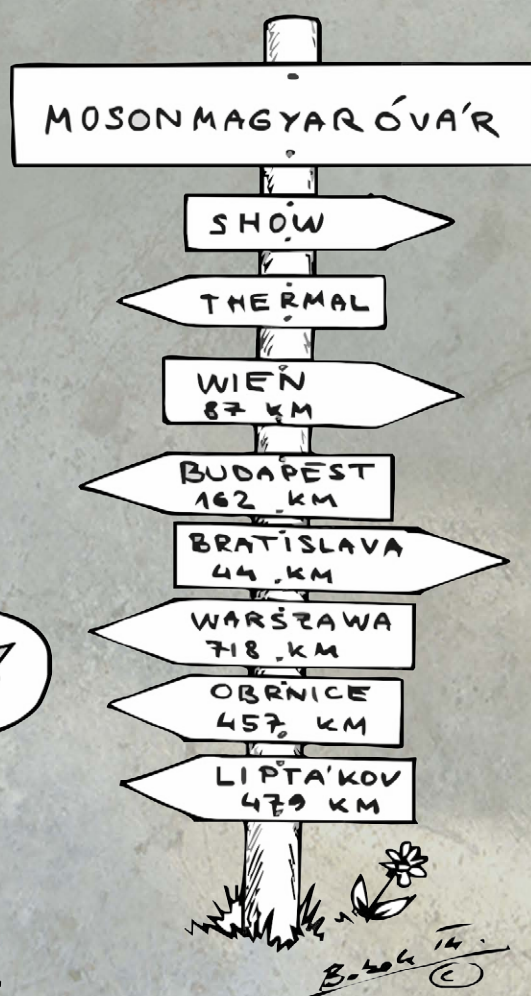 MOSONMAGYARÓVÁR
SHOW
THERMAL
WIEN
87 KM
BUDAPEST
162 KM
BRATISLAVA
44 KM
WARSZAWA
718 KM
OBRNICE
457 KM
LIPTÁKOV
479 KM